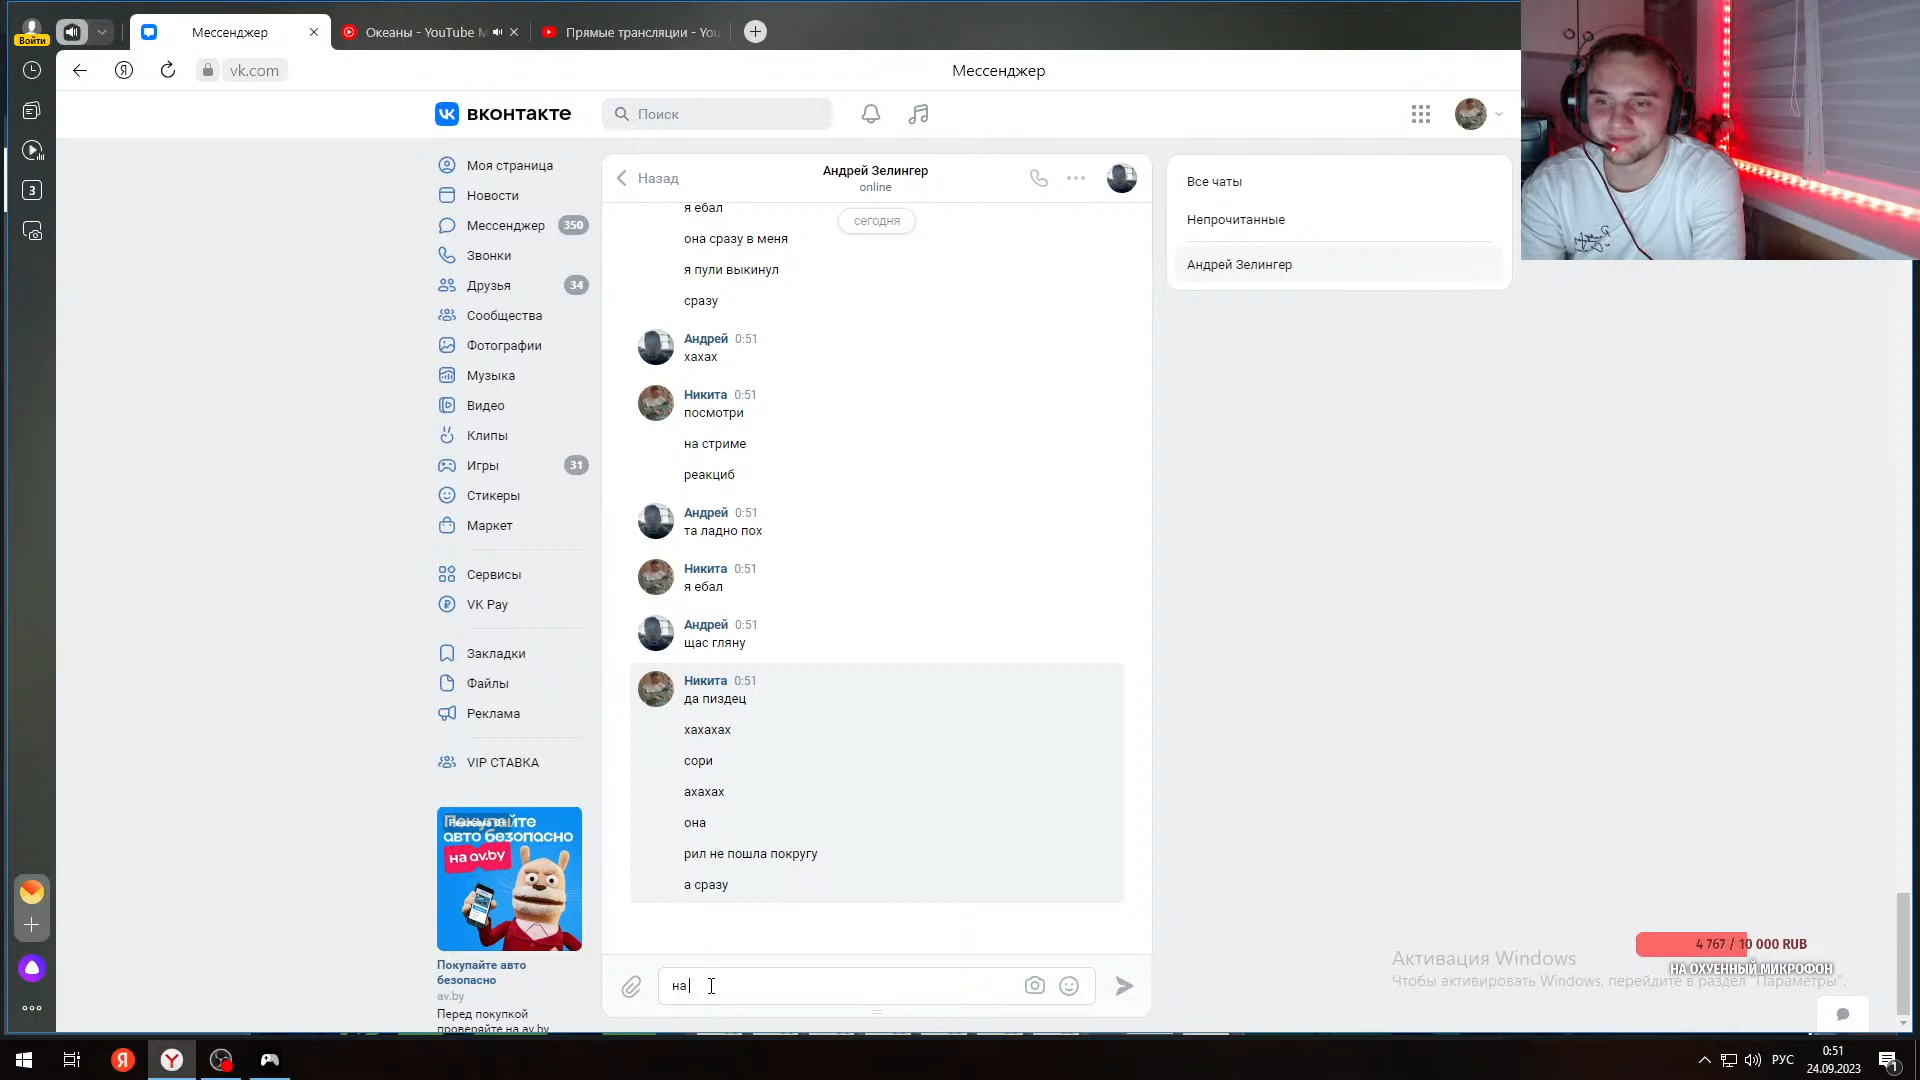 Войти
Мессенджер
Океаны - YouTube M
Прямые трансляции - You
vk.com
Мессенджер
3
вконтакте
Поиск
Моя страница
Новости
Мессенджер 350
Звонки
Друзья 34
Сообщества
Фотографии
Музыка
Видео
Клипы
Игры 31
Стикеры
Маркет
Сервисы
VK Pay
Закладки
Файлы
Реклама
VIP СТАВКА
Покупайте
авто безопасно
на av.by
Покупайте авто
безопасно
av.by
Перед покупкой
проверяйте на av.by
Назад
Андрей Зелингер
online
я ебал
сегодня
она сразу в меня
я пули выкинул
сразу
Андрей 0:51
хахах
Никита 0:51
посмотри
на стриме
реакциб
Андрей 0:51
та ладно пох
Никита 0:51
я ебал
Андрей 0:51
щас гляну
Никита 0:51
да пиздец
хахахах
сори
ахахах
она
рил не пошла покругу
а сразу
на
Все чаты
Непрочитанные
Андрей Зелингер
4 767 / 10 000 RUB
НА ОХУЕННЫЙ МИКРОФОН
Активация Windows
Чтобы активировать Windows, перейдите в раздел "Параметры".
РУС
0:51
24.09.2023
1